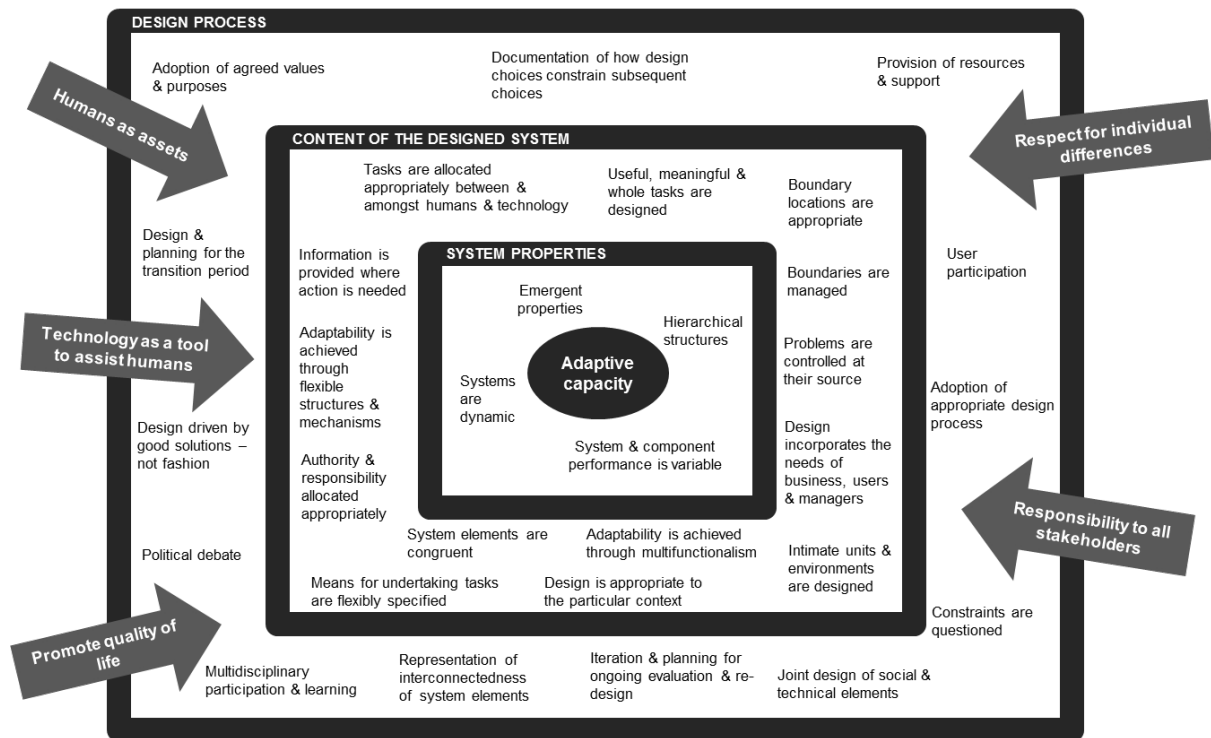 DESIGN PROCESS
Adoption of agreed values
& purposes
Documentation of how design
choices constrain subsequent
choices
Provision of resources
& support
Humans as assets
Respect for individual
differences
CONTENT OF THE DESIGNED SYSTEM
Tasks are allocated
appropriately between &
amongst humans & technology
Useful, meaningful &
whole tasks are
designed
Boundary
locations are
appropriate
Design &
planning for the
transition period
Information is
provided where
action is needed
SYSTEM PROPERTIES
Emergent
properties
Hierarchical
structures
Adaptive
capacity
Systems
are
dynamic
System & component
performance is variable
Boundaries are
managed
User
participation
Technology as a tool
to assist humans
Adaptability is
achieved
through
flexible
structures &
mechanisms
Problems are
controlled at
their source
Adoption of
appropriate design
process
Design driven by
good solutions –
not fashion
Authority &
responsibility
allocated
appropriately
Design
incorporates the
needs of
business, users
& managers
Responsibility to all
stakeholders
System elements are
congruent
Adaptability is achieved
through multifunctionalism
Intimate units &
environments
are designed
Political debate
Means for undertaking tasks
are flexibly specified
Design is appropriate to
the particular context
Constraints are
questioned
Promote quality of
life
Multidisciplinary
participation & learning
Representation of
interconnectedness
of system elements
Iteration & planning for
ongoing evaluation & re-
design
Joint design of social &
technical elements